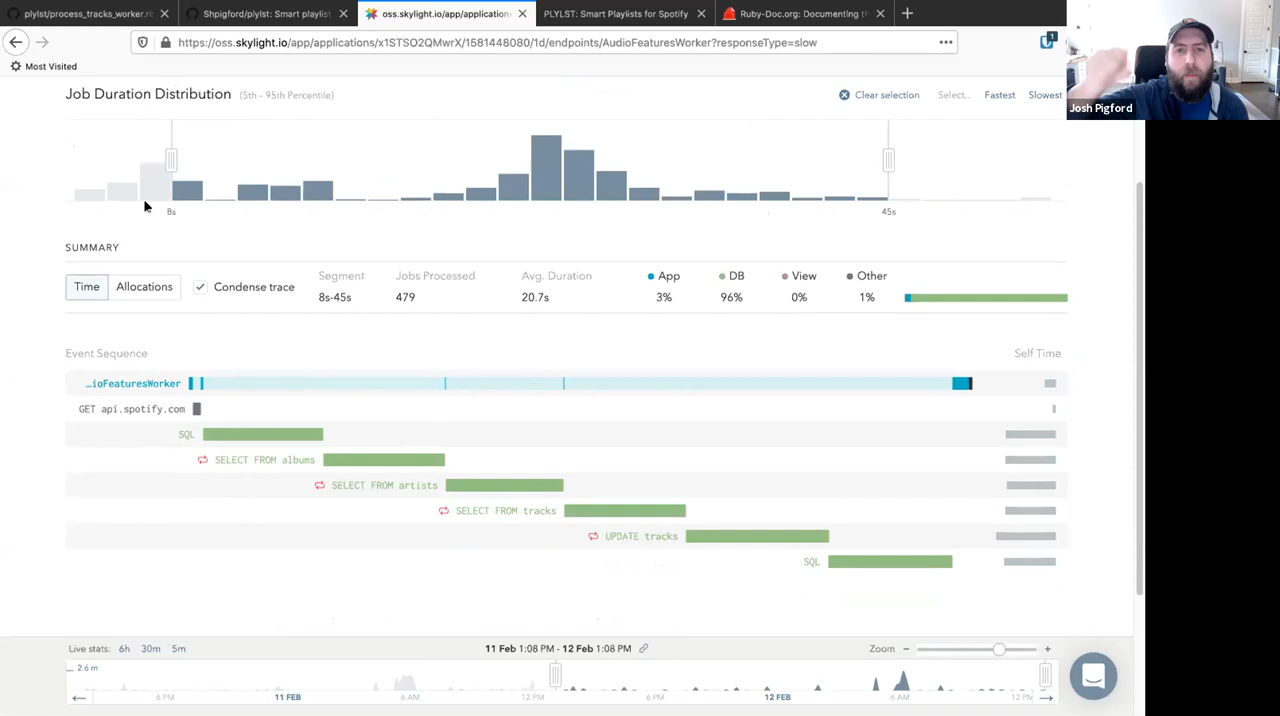 plylst/process_tracks_worker.rb
Shpigford/plylst: Smart playlist
oss.skylight.io/app/application-
PLYLST: Smart Playlists for Spotify
Ruby-Doc.org: Documenting th
https://oss.skylight.io/app/applications/x1STSO2QMwrX/1581448080/1d/endpoints/AudioFeaturesWorker?responseType=slow
1
Most Visited
Josh Pigford
Job Duration Distribution (5th - 95th Percentile)
Clear selection Select... Fastest Slowest
8s 45s
SUMMARY
Time Allocations Condense trace
Segment Jobs Processed Avg. Duration App DB View Other
8s-45s 479 20.7s 3% 96% 0% 1%
Event Sequence Self Time
...ioFeaturesWorker
GET api.spotify.com
SQL
SELECT FROM albums
SELECT FROM artists
SELECT FROM tracks
UPDATE tracks
SQL
Live stats: 6h 30m 5m 11 Feb 1:08 PM - 12 Feb 1:08 PM Zoom
2.6 m
6 PM 11 FEB 6 AM 12 PM 6 PM 12 FEB 6 AM 12 PM